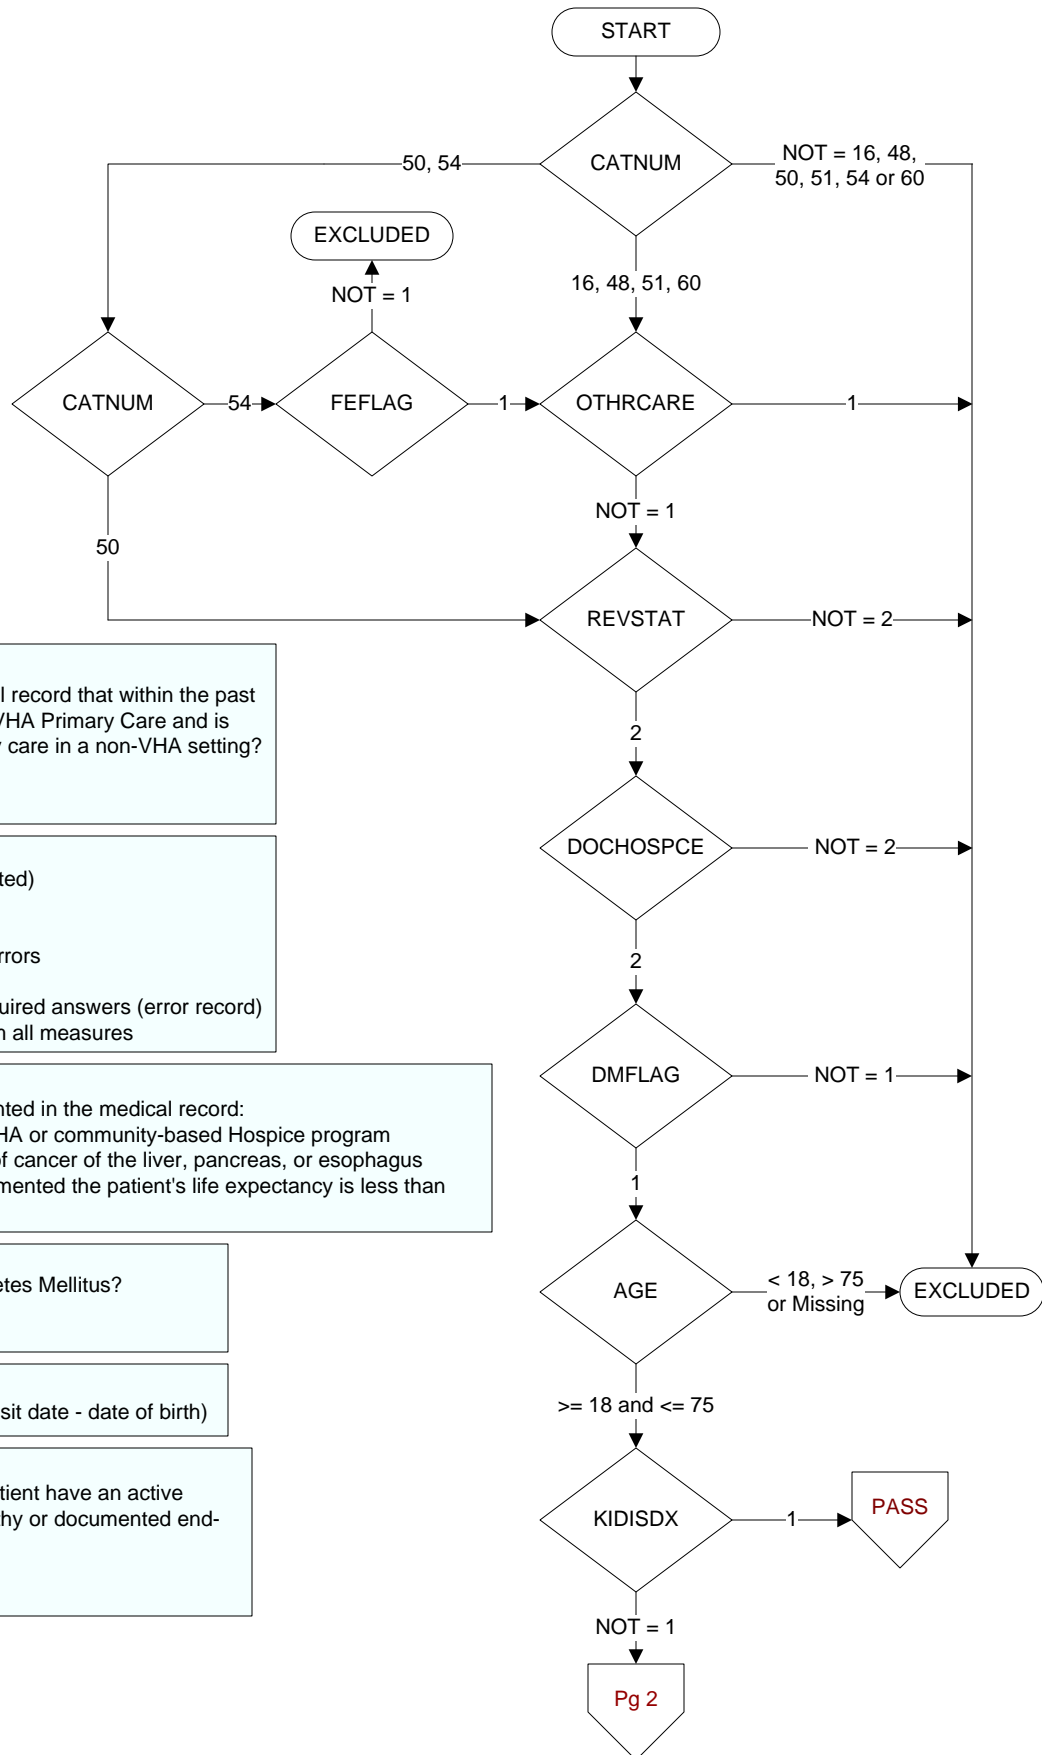 START
CATNUM
50, 54
NOT = 16, 48,
50, 51, 54 or 60
EXCLUDED
NOT = 1
16, 48, 51, 60
CATNUM
54
FEFLAG
1
OTHRCARE
1
NOT = 1
50
REVSTAT
NOT = 2
2
l record that within the past
VHA Primary Care and is
care in a non-VHA setting?
DOCHOSPCE
NOT = 2
2
ted)
rrors
uired answers (error record)
all measures
DMFLAG
NOT = 1
1
nted in the medical record:
HA or community-based Hospice program
of cancer of the liver, pancreas, or esophagus
mented the patient's life expectancy is less than
AGE
< 18, > 75
or Missing
EXCLUDED
etes Mellitus?
>= 18 and <= 75
sit date - date of birth)
KIDISDX
1
PASS
tient have an active
thy or documented end-
NOT = 1
Pg 2